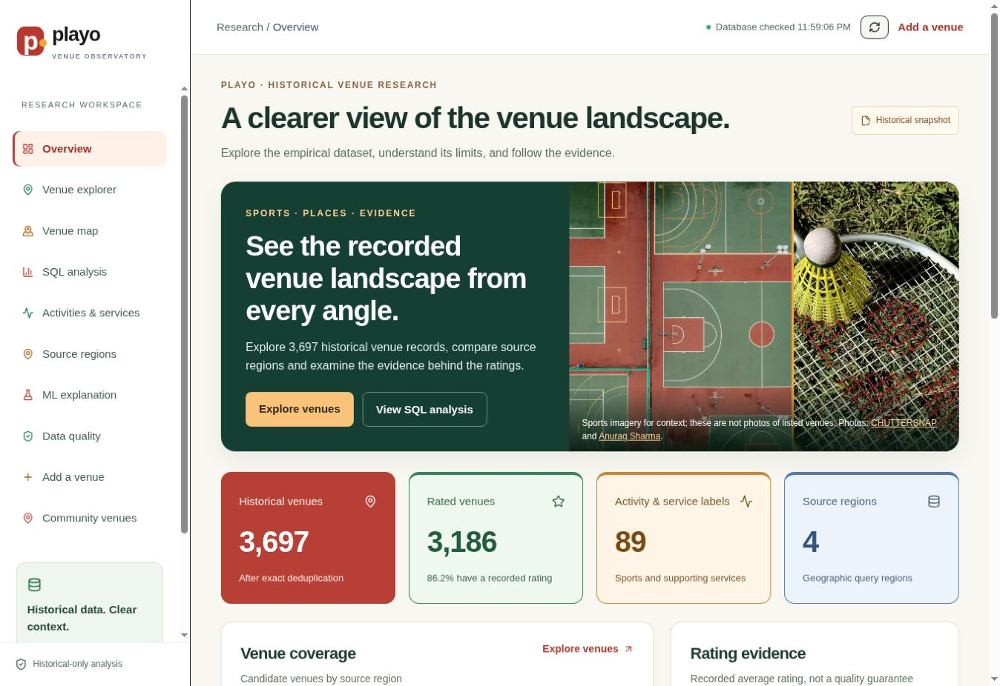 playo
VENUE OBSERVATORY
RESEARCH WORKSPACE
Overview
Venue explorer
Venue map
SQL analysis
Activities & services
Source regions
ML explanation
Data quality
Add a venue
Community venues
Historical data. Clear
context.
Historical-only analysis
Research / Overview
Database checked 11:59:06 PM
Add a venue
PLAYO · HISTORICAL VENUE RESEARCH
A clearer view of the venue landscape.
Historical snapshot
Explore the empirical dataset, understand its limits, and follow the evidence.
SPORTS · PLACES · EVIDENCE
See the recorded
venue landscape from
every angle.
Explore 3,697 historical venue records, compare source
regions and examine the evidence behind the ratings.
Explore venues
View SQL analysis
Sports imagery for context; these are not photos of listed venues. Photos: CHUTTERSNAP
and Anurag Sharma.
Historical venues
3,697
After exact deduplication
Rated venues
3,186
86.2% have a recorded rating
Activity & service labels
89
Sports and supporting services
Source regions
4
Geographic query regions
Venue coverage
Explore venues
Candidate venues by source region
Rating evidence
Recorded average rating, not a quality guarantee